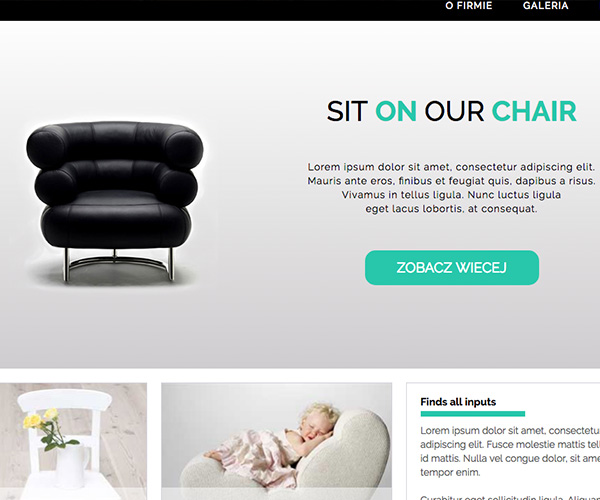 O FIRMIE GALERIA
SIT ON OUR CHAIR
Lorem ipsum dolor sit amet, consectetur adipiscing elit.
Mauris ante eros, finibus et feugiat quis, dapibus a risus.
Vivamus in tellus ligula. Nunc luctus ligula
eget lacus lobortis, at consequat.
ZOBACZ WIECEJ
Finds all inputs
Lorem ipsum dolor sit amet, consectetu
adipiscing elit. Fusce molestie mattis tell
id mattis. Nulla vel congue dolor, sit ame
tempor enim.
Curabitur eget sollicitudin ligula. Aliquam